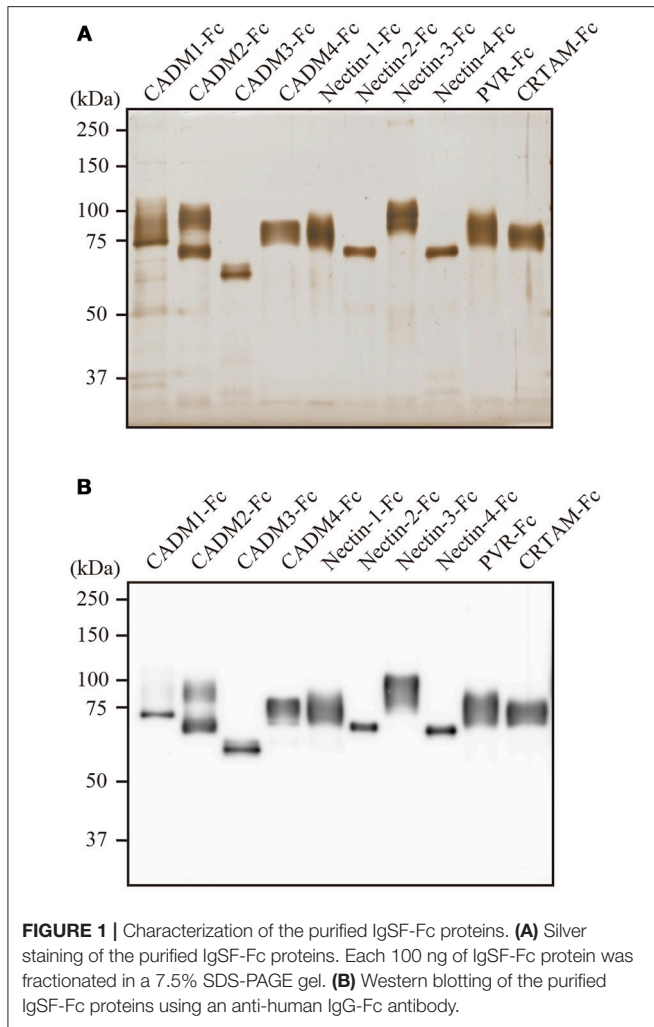 A
CADM1-Fc
CADM2-Fc
CADM3-Fc
CADM4-Fc
Nectin-1-Fc
Nectin-2-Fc
Nectin-3-Fc
Nectin-4-Fc
PVR-Fc
CRTAM-Fc
(kDa)
250
150
100
75
50
37
B
CADM1-Fc
CADM2-Fc
CADM3-Fc
CADM4-Fc
Nectin-1-Fc
Nectin-2-Fc
Nectin-3-Fc
Nectin-4-Fc
PVR-Fc
CRTAM-Fc
(kDa)
250
150
100
75
50
37
FIGURE 1 | Characterization of the purified IgSF-Fc proteins. (A) Silver
staining of the purified IgSF-Fc proteins. Each 100 ng of IgSF-Fc protein was
fractionated in a 7.5% SDS-PAGE gel. (B) Western blotting of the purified
IgSF-Fc proteins using an anti-human IgG-Fc antibody.